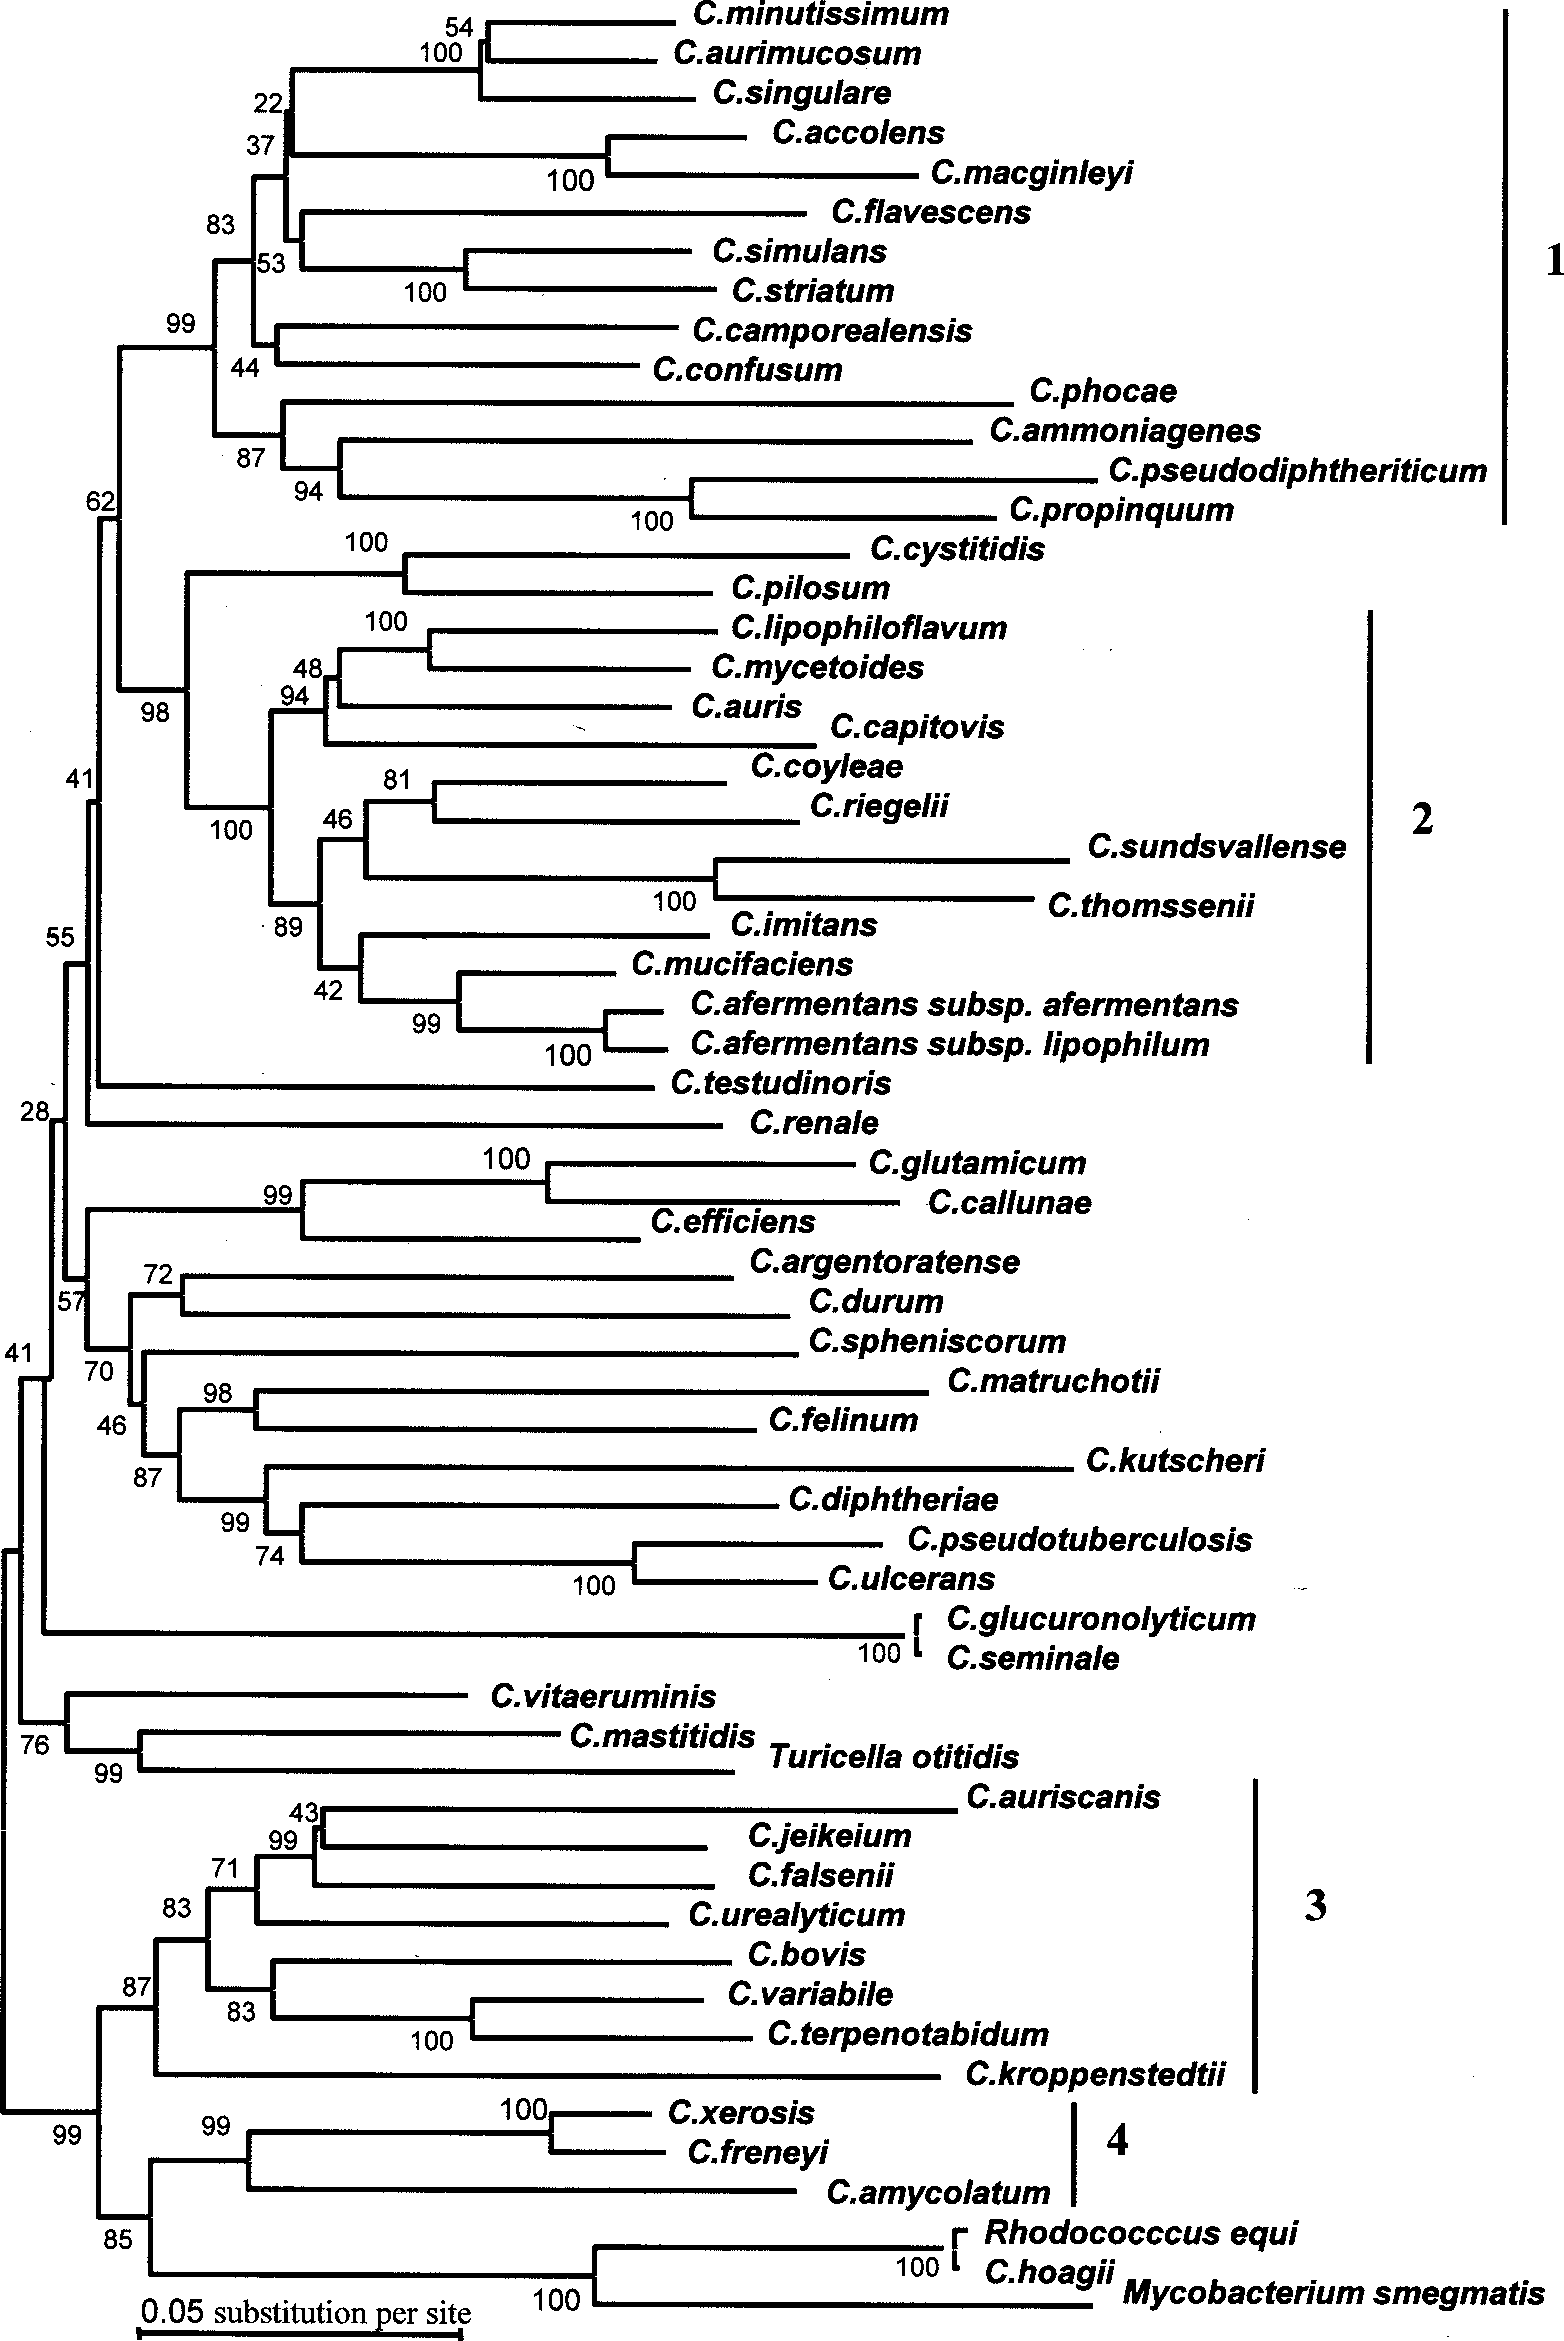 C.minutissimum
54
C.aurimucosum
100
C.singulare
22
C.accolens
37
C.macginleyi
100
C.flavescens
83
C.simulans
53
C.striatum
100
1
C.camporealensis
99
C.confusum
44
C.phocae
C.ammoniagenes
87
C.pseudodiphtheriticum
94
C.propinquum
100
62
C.cystitidis
100
C.pilosum
C.lipophiloflavum
100
C.mycetoides
48
94
C.auris
98
C.capitovis
C.coyleae
41
81
C.riegelii
46
100
2
C.sundsvallense
100
C.thomssenii
C.imitans
89
55
C.mucifaciens
42
C.afermentans subsp. afermentans
99
C.afermentans subsp. lipophilum
100
C.testudinoris
28
C.renale
C.glutamicum
100
C.callunae
99
C.efficiens
C.argentoratense
72
C.durum
57
C.spheniscorum
41
70
C.matruchotii
98
C.felinum
46
C.kutscheri
87
C.diphtheriae
99
C.pseudotuberculosis
74
C.ulcerans
100
C.glucuronolyticum
100
C.seminale
C.vitaeruminis
76
C.mastitidis
Turicella otitidis
99
C.auriscanis
43
C.jeikeium
99
C.falsenii
71
3
C.urealyticum
83
C.bovis
87
C.variabile
83
C.terpenotabidum
100
C.kroppenstedtii
C.xerosis
100
99
99
C.freneyi
4
C.amycolatum
85
Rhodococccus equi
100
C.hoagii
Mycobacterium smegmatis
100
0.05 substitution per site